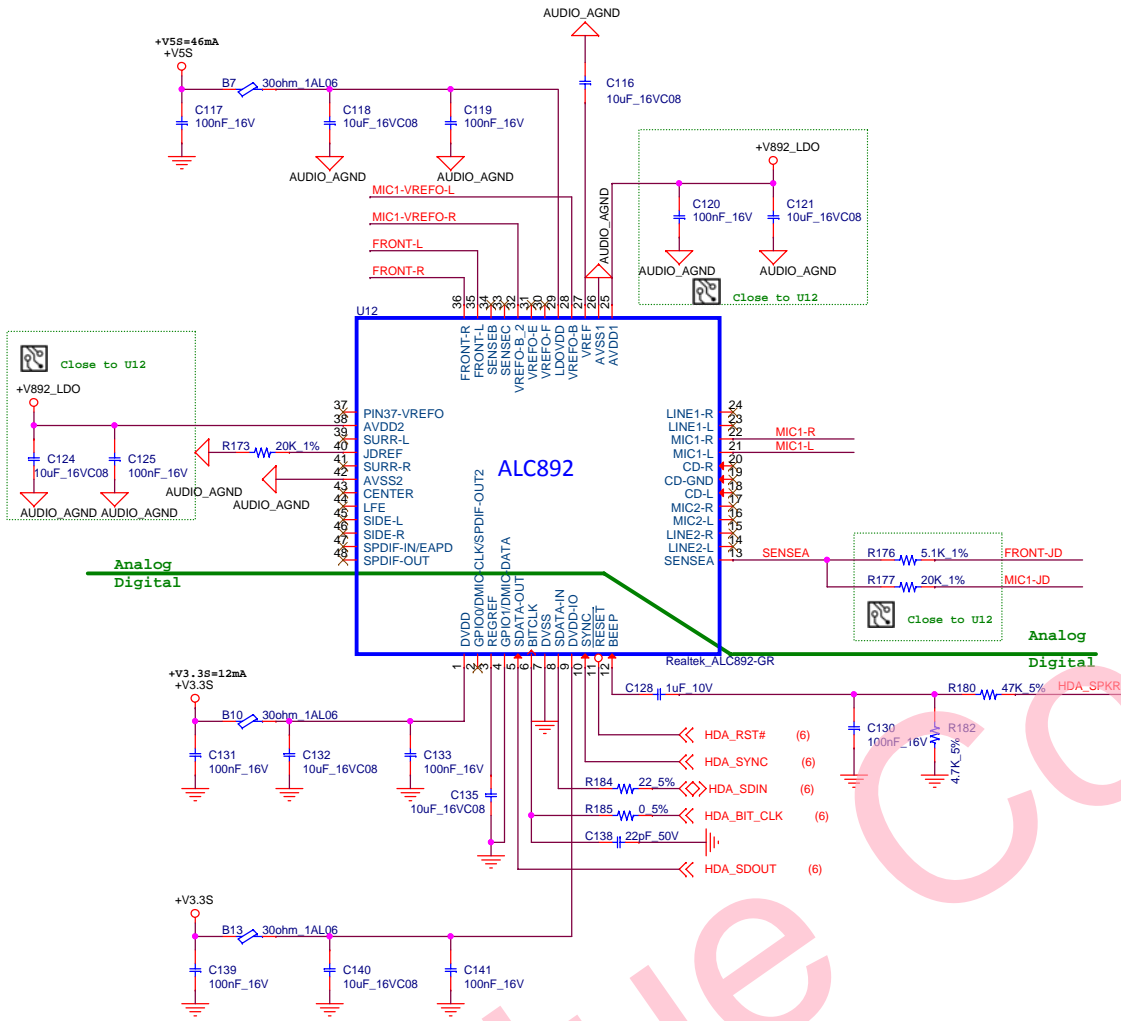 AUDIO_AGND
+V5S=46mA
+V5S
B7 30ohm_1AL06
C117
100nF_16V
C118
10uF_16VC08
C119
100nF_16V
C116
10uF_16VC08
AUDIO_AGND
AUDIO_AGND
+V892_LDO
C120
100nF_16V
C121
10uF_16VC08
AUDIO_AGND
AUDIO_AGND
AUDIO_AGND
Close to U12
MIC1-VREFO-L
MIC1-VREFO-R
FRONT-L
FRONT-R
U12
36 35 34 33 32 31 30 29 28 27 26 25
FRONT-R
FRONT-L
SENSEB
SENSEC
VREFO-B_2
VREFO-E
VREFO-F
LDOVDD
VREFO-B
VREF
AVSS1
AVDD1
Close to U12
+V892_LDO
C124
10uF_16VC08
C125
100nF_16V
AUDIO_AGND
AUDIO_AGND
R173 20K_1%
AUDIO_AGND
AUDIO_AGND
37 PIN37-VREFO
38 AVDD2
39 SURR-L
40 JDREF
41 SURR-R
42 AVSS2
43 CENTER
44 LFE
45 SIDE-L
46 SIDE-R
47 SPDIF-IN/EAPD
48 SPDIF-OUT
ALC892
LINE1-R 24
LINE1-L 23
MIC1-R 22 MIC1-R
MIC1-L 21 MIC1-L
CD-R 20
CD-GND 19
CD-L 18
MIC2-R 17
MIC2-L 16
LINE2-R 15
LINE2-L 14
SENSEA 13 SENSEA
R176 5.1K_1% FRONT-JD
R177 20K_1% MIC1-JD
Close to U12
Analog
Digital
Analog
Digital
DVDD
GPIO0/DMIC-CLK/SPDIF-OUT2
REGREF
GPIO1/DMIC-DATA
SDATA-OUT
BITCLK
DVSS
SDATA-IN
DVDD-IO
SYNC
RESET
BEEP
1 2 3 4 5 6 7 8 9 10 11 12
Realtek_ALC892-GR
+V3.3S=12mA
+V3.3S
B10 30ohm_1AL06
C131
100nF_16V
C132
10uF_16VC08
C133
100nF_16V
C135
10uF_16VC08
C128 1uF_10V
R180 47K_5% HDA_SPKR
C130
100nF_16V
R182
4.7K_5%
HDA_RST# (6)
HDA_SYNC (6)
R184 22_5% HDA_SDIN (6)
R185 0_5% HDA_BIT_CLK (6)
C138 22pF_50V
HDA_SDOUT (6)
+V3.3S
B13 30ohm_1AL06
C139
100nF_16V
C140
10uF_16VC08
C141
100nF_16V